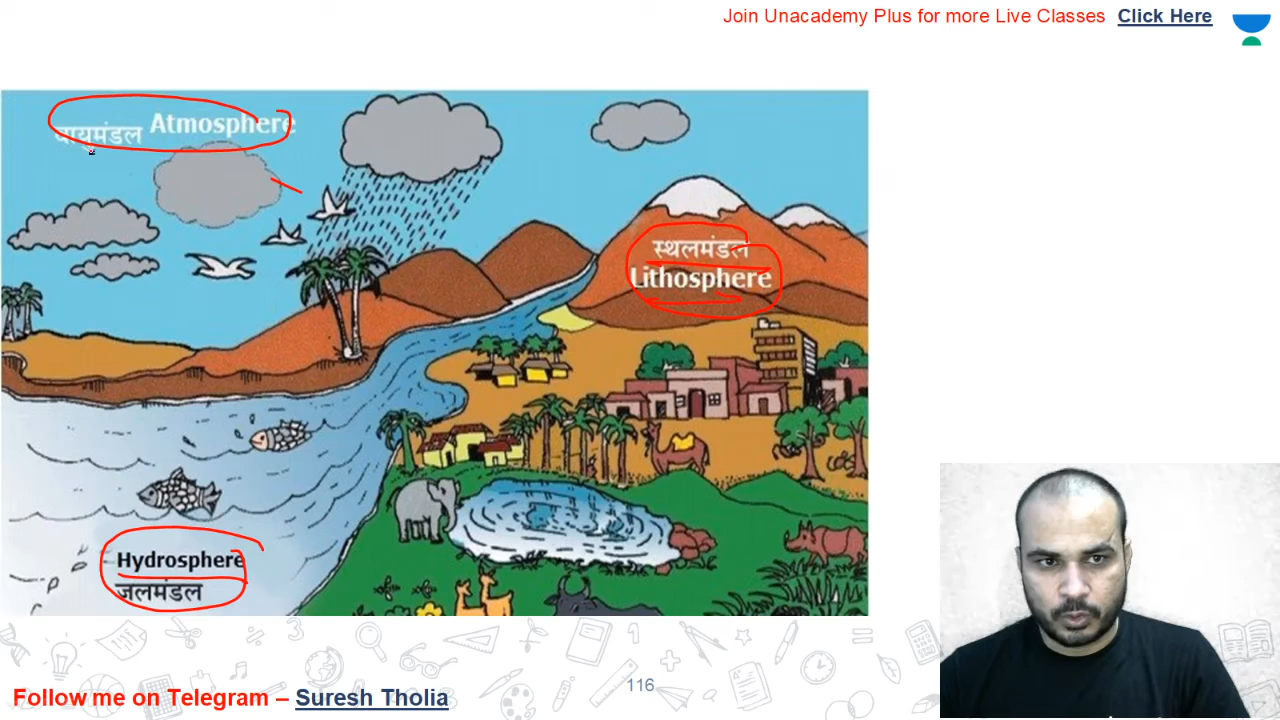 Join Unacademy Plus for more Live Classes Click Here
वायुमंडल Atmosphere
स्थलमंडल
Lithosphere
Hydrosphere
जलमंडल
116
Follow me on Telegram – Suresh Tholia